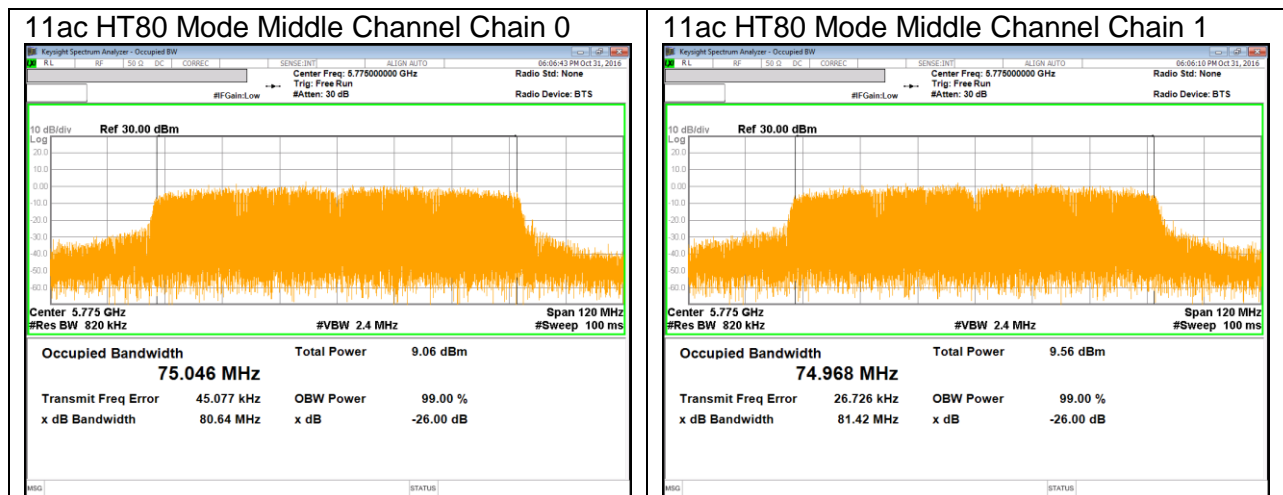 11ac HT80 Mode Middle Channel Chain 0
Keysight Spectrum Analyzer - Occupied BW
RL RF 50 Ω DC CORREC SENSE:INT ALIGN AUTO 06:06:43 PM Oct 31, 2016
Center Freq: 5.775000000 GHz Radio Std: None
Trig: Free Run
#IFGain:Low #Atten: 30 dB Radio Device: BTS
10 dB/div Ref 30.00 dBm
Log
20.0
10.0
0.00
-10.0
-20.0
-30.0
-40.0
-50.0
-60.0
Center 5.775 GHz Span 120 MHz
#Res BW 820 kHz #VBW 2.4 MHz #Sweep 100 ms
Occupied Bandwidth Total Power 9.06 dBm
75.046 MHz
Transmit Freq Error 45.077 kHz OBW Power 99.00 %
x dB Bandwidth 80.64 MHz x dB -26.00 dB
MSG STATUS
11ac HT80 Mode Middle Channel Chain 1
Keysight Spectrum Analyzer - Occupied BW
RL RF 50 Ω DC CORREC SENSE:INT ALIGN AUTO 06:06:10 PM Oct 31, 2016
Center Freq: 5.775000000 GHz Radio Std: None
Trig: Free Run
#IFGain:Low #Atten: 30 dB Radio Device: BTS
10 dB/div Ref 30.00 dBm
Log
20.0
10.0
0.00
-10.0
-20.0
-30.0
-40.0
-50.0
-60.0
Center 5.775 GHz Span 120 MHz
#Res BW 820 kHz #VBW 2.4 MHz #Sweep 100 ms
Occupied Bandwidth Total Power 9.56 dBm
74.968 MHz
Transmit Freq Error 26.726 kHz OBW Power 99.00 %
x dB Bandwidth 81.42 MHz x dB -26.00 dB
MSG STATUS